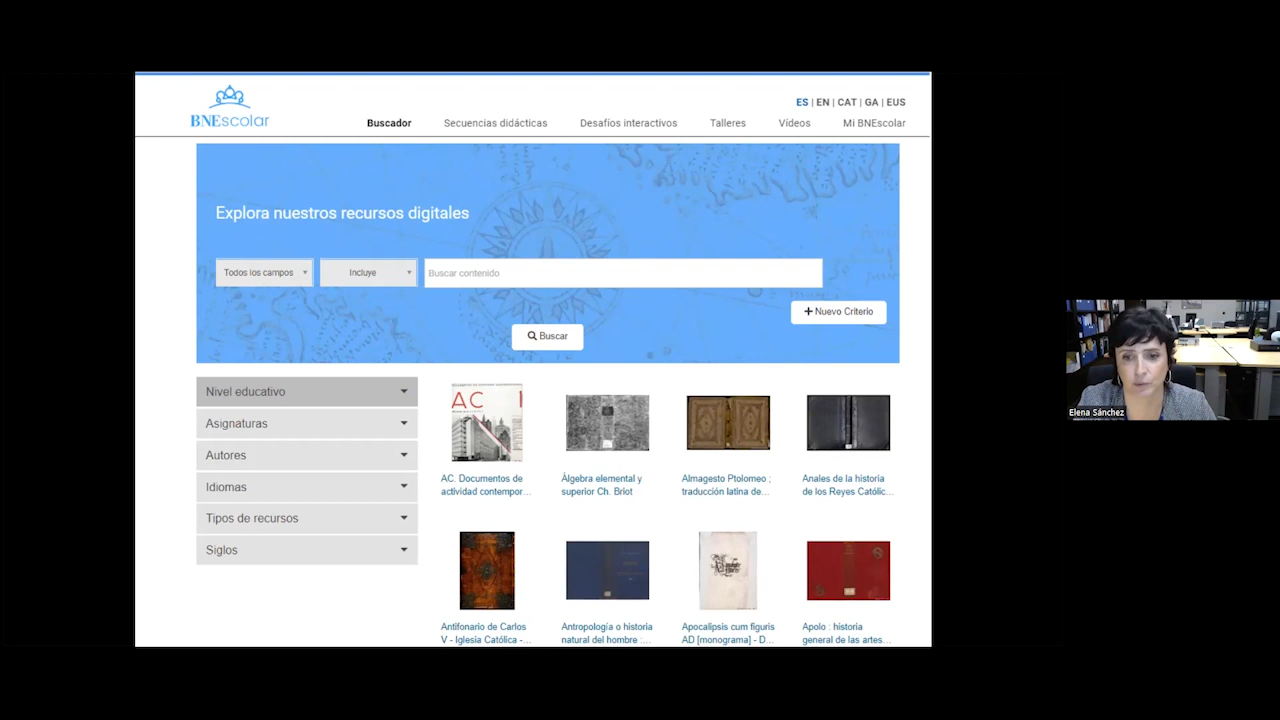 BNEscolar
ES | EN | CAT | GA | EUS
Buscador
Secuencias didácticas
Desafíos interactivos
Talleres
Vídeos
Mi BNEscolar
Explora nuestros recursos digitales
Todos los campos
Incluye
Buscar contenido
Nuevo Criterio
Buscar
Nivel educativo
Asignaturas
Autores
Idiomas
Tipos de recursos
Siglos
AC
AC. Documentos de
actividad contempor...
Álgebra elemental y
superior Ch. Briot
Almagesto Ptolomeo ;
traducción latina de...
Anales de la historia
de los Reyes Católic...
Antifonario de Carlos
V - Iglesia Católica -...
Antropología o historia
natural del hombre :...
Apocalipsis cum figuris
AD [monograma] - D...
Apolo : historia
general de las artes...
Elena Sánchez